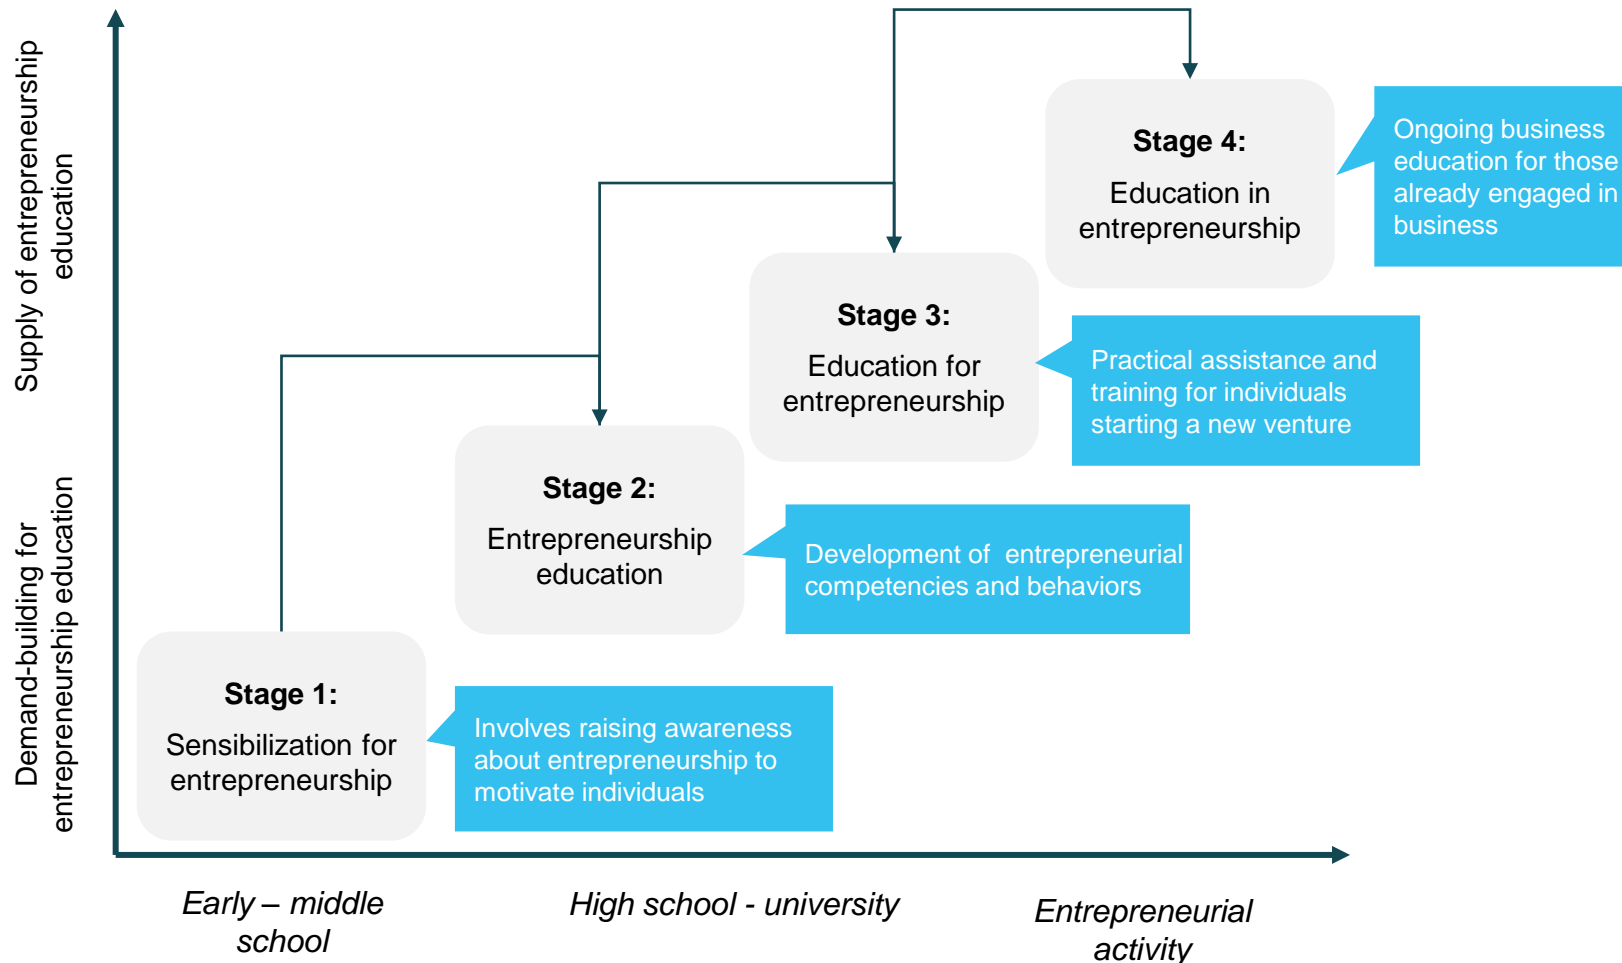 Supply of entrepreneurship
education
Demand-building for
entrepreneurship education
Stage 4:
Education in
entrepreneurship
Ongoing business
education for those
already engaged in
business
Stage 3:
Education for
entrepreneurship
Practical assistance and
training for individuals
starting a new venture
Stage 2:
Entrepreneurship
education
Development of  entrepreneurial
competencies and behaviors
Stage 1:
Sensibilization for
entrepreneurship
Involves raising awareness
about entrepreneurship to
motivate individuals
Early – middle
school
High school - university
Entrepreneurial
activity